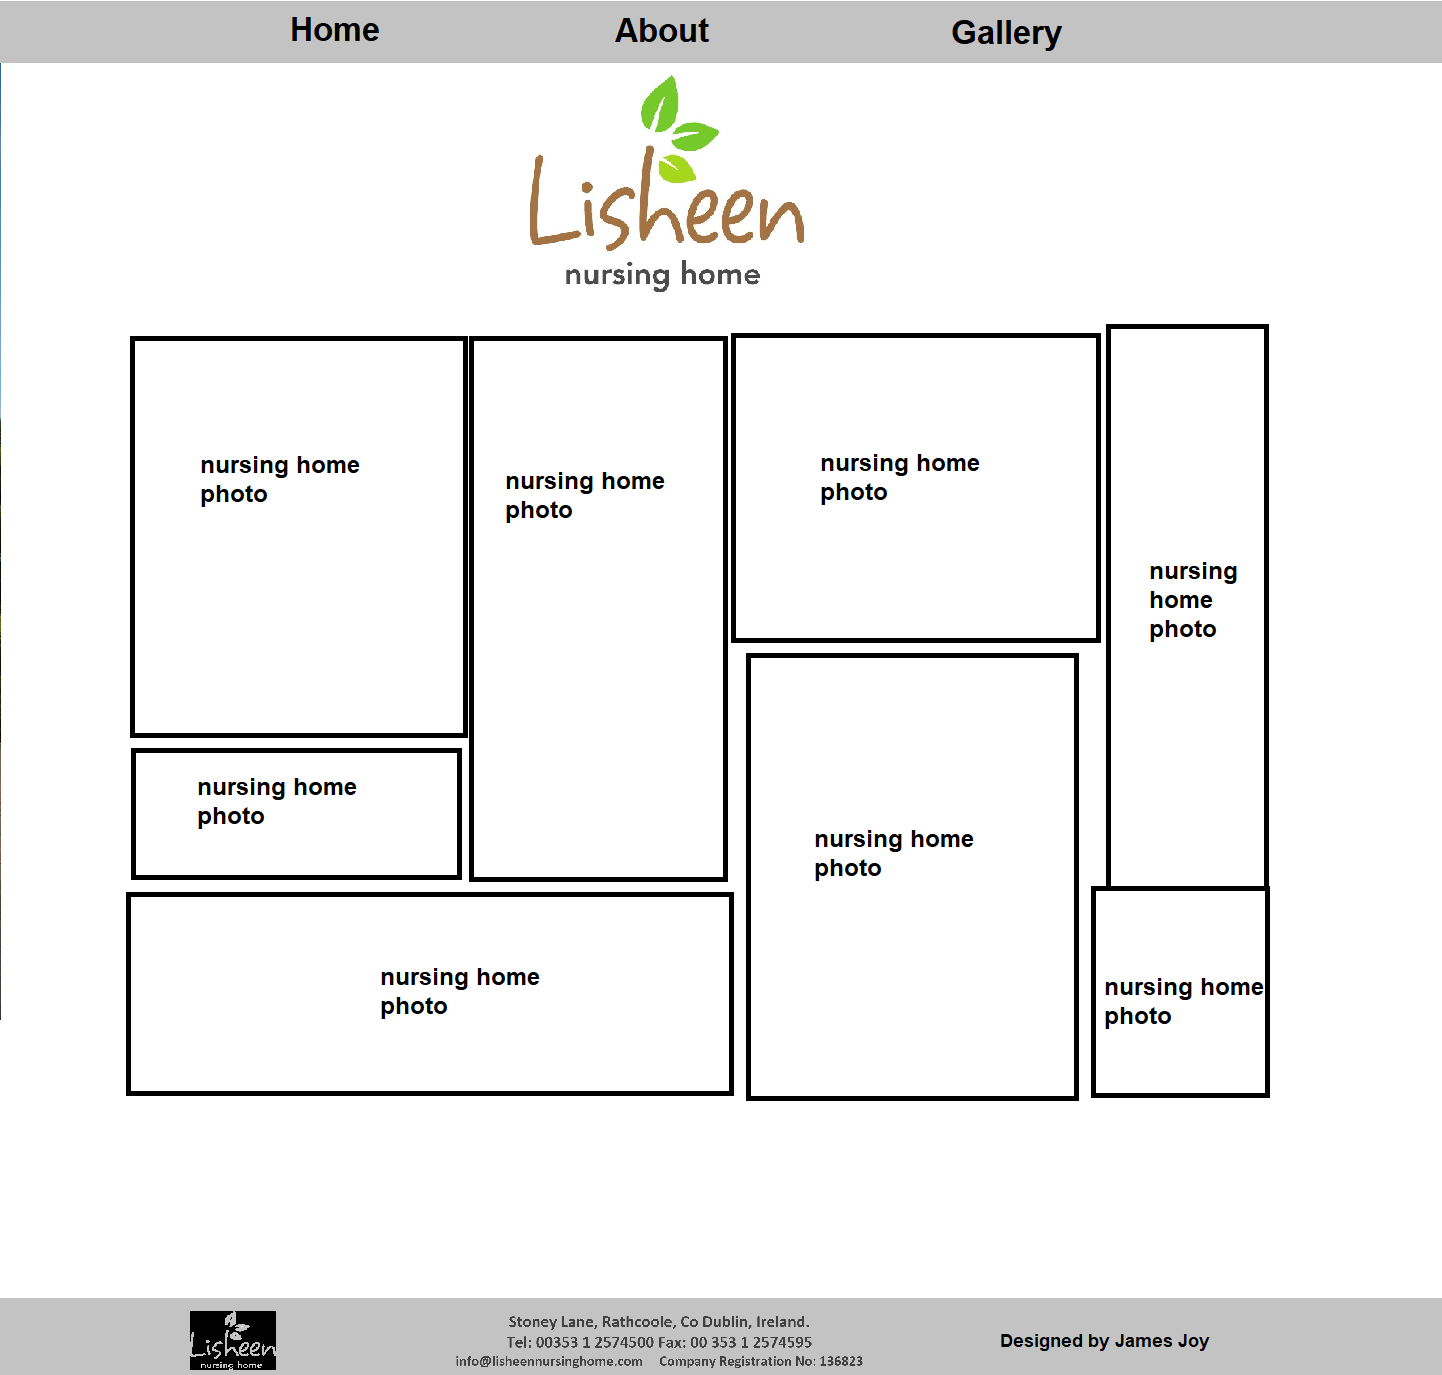 Home About Gallery
Lisheen
nursing home
nursing home
photo
nursing home
photo
nursing home
photo
nursing
home
photo
nursing home
photo
nursing home
photo
nursing home
photo
nursing home
photo
Lisheen
nursing home
Stoney Lane, Rathcoole, Co Dublin, Ireland.
Tel: 00353 1 2574500 Fax: 00 353 1 2574595
info@lisheennursinghome.com Company Registration No: 136823
Designed by James Joy